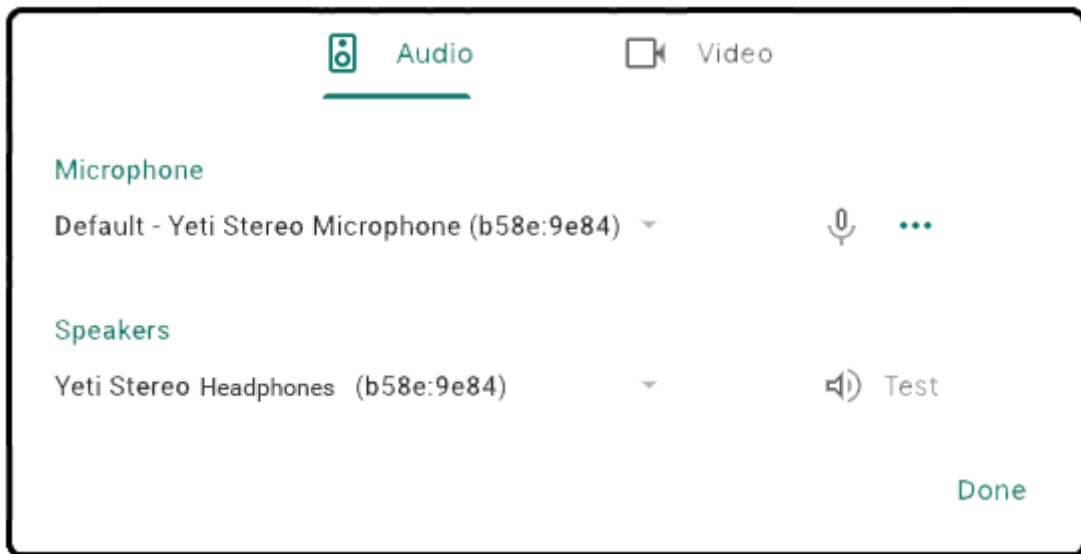 Audio Video
Microphone
Default - Yeti Stereo Microphone (b58e:9e84)
Speakers
Yeti Stereo Headphones (b58e:9e84) Test
Done